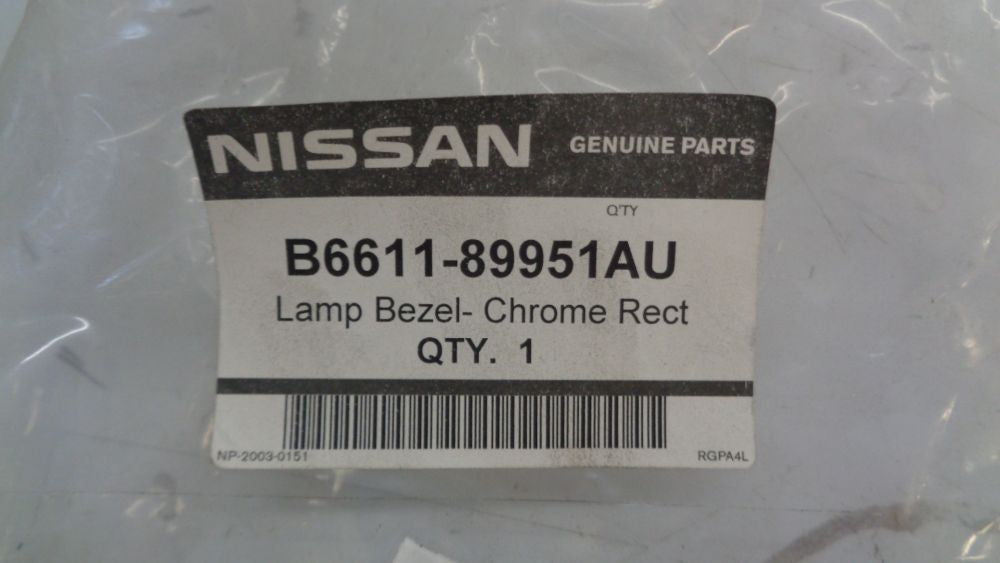 NISSAN GENUINE PARTS
Q'TY
B6611-89951AU
Lamp Bezel- Chrome Rect
QTY. 1
NP-2003-0151 RGPA4L